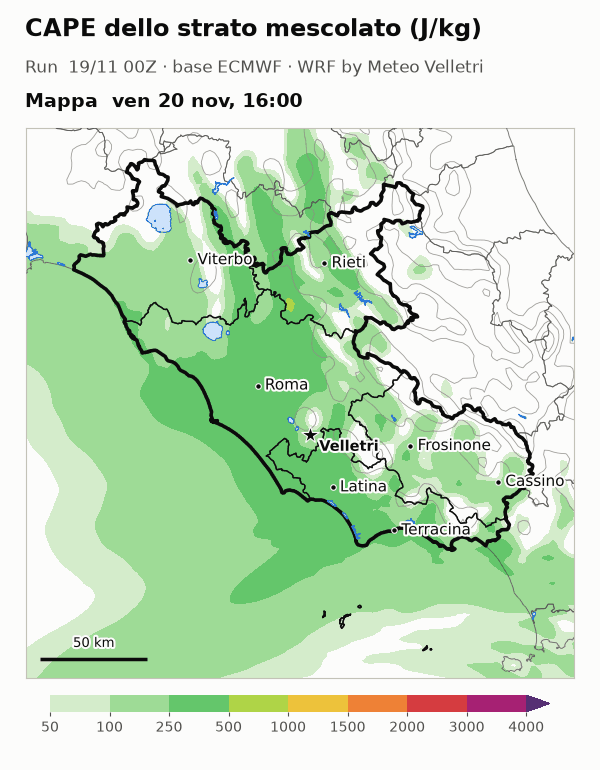 CAPE dello strato mescolato (J/kg)
Run  19/11 00Z · base ECMWF · WRF by Meteo Velletri
Mappa  ven 20 nov, 16:00
Viterbo
Rieti
Roma
Velletri
Frosinone
Latina
Cassino
Terracina
50 km
50 100 250 500 1000 1500 2000 3000 4000